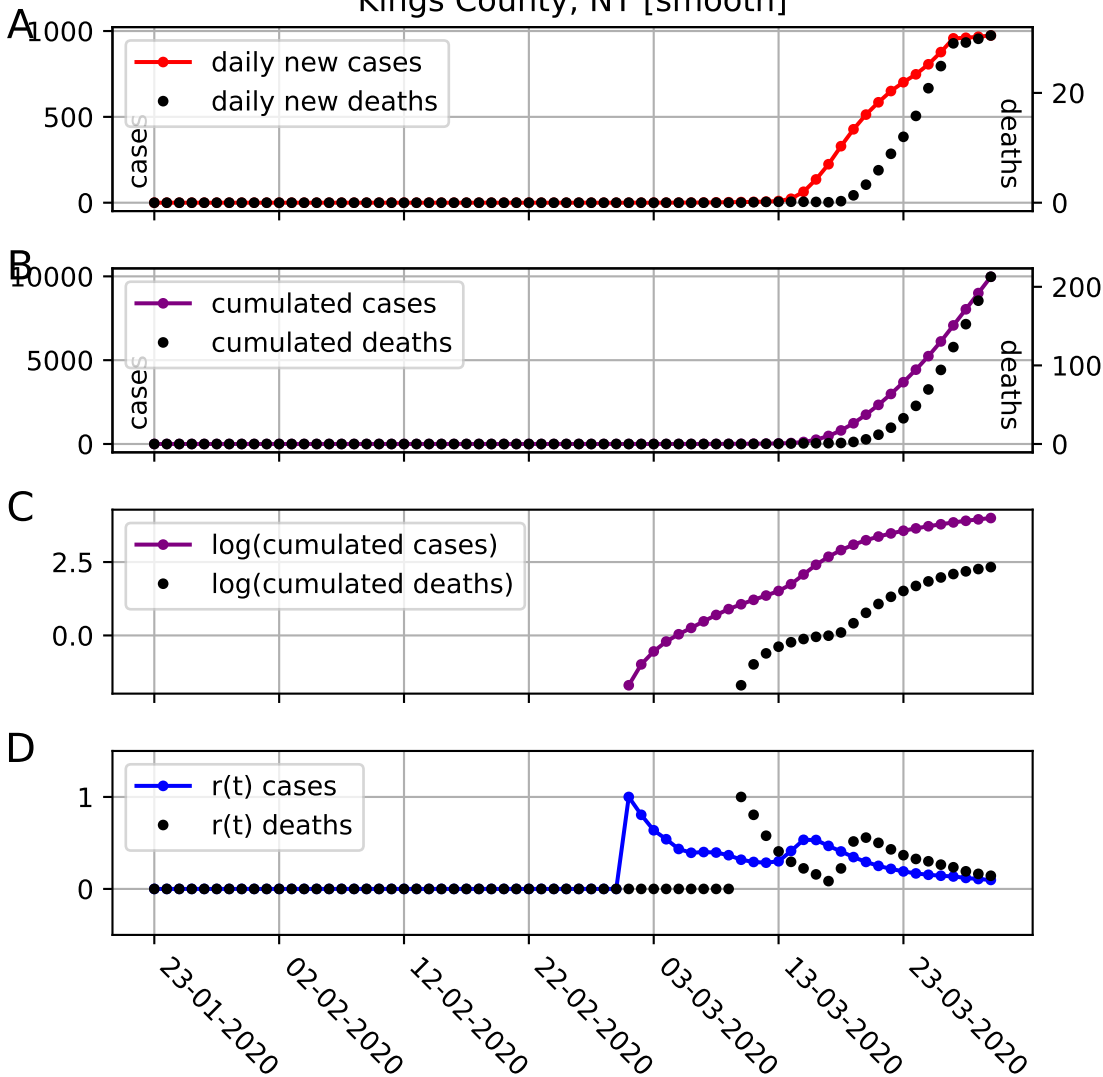 Kings County, NY [smooth]
A
1000
500
0
cases
daily new cases
daily new deaths
20
0
deaths
B
10000
5000
0
cases
cumulated cases
cumulated deaths
200
100
0
deaths
C
2.5
0.0
log(cumulated cases)
log(cumulated deaths)
D
1
0
r(t) cases
r(t) deaths
23-01-2020
02-02-2020
12-02-2020
22-02-2020
03-03-2020
13-03-2020
23-03-2020